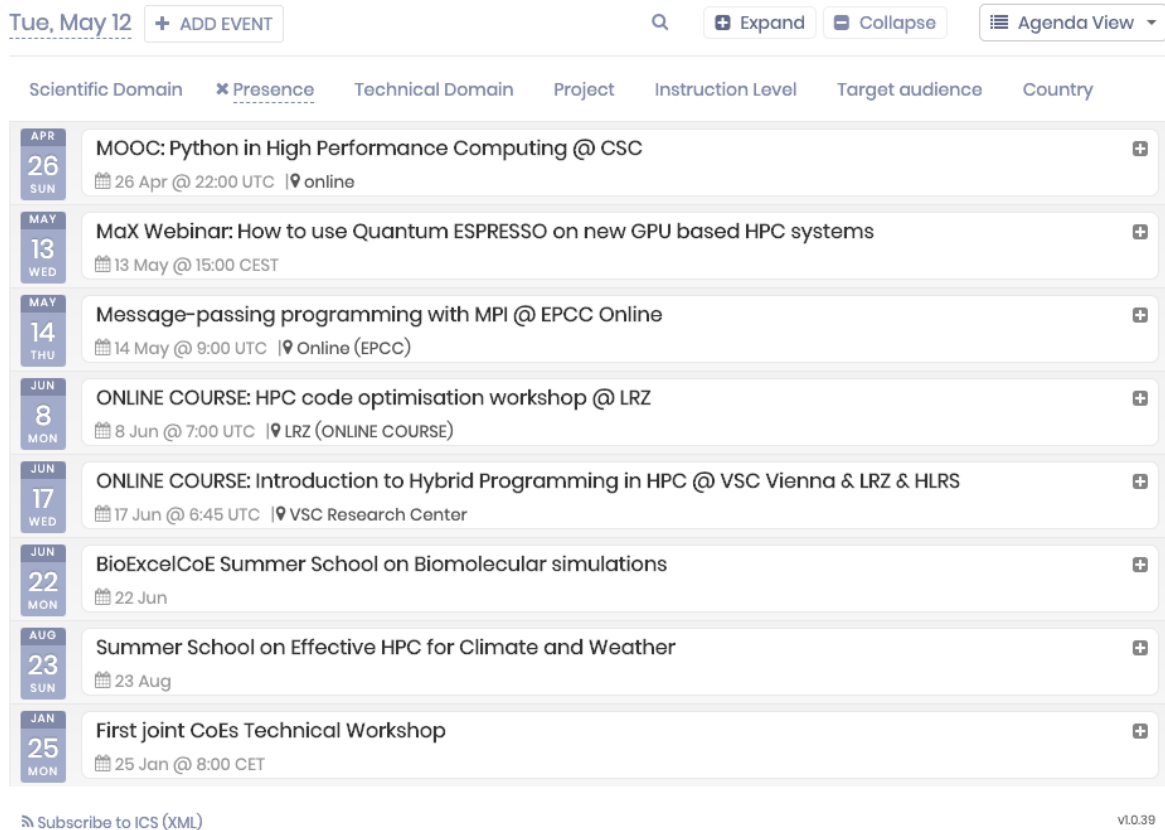 Tue, May 12 + ADD EVENT Expand Collapse Agenda View
Scientific Domain × Presence Technical Domain Project Instruction Level Target audience Country
APR
26
SUN
MOOC: Python in High Performance Computing @ CSC
26 Apr @ 22:00 UTC | online
MAY
13
WED
MaX Webinar: How to use Quantum ESPRESSO on new GPU based HPC systems
13 May @ 15:00 CEST
MAY
14
THU
Message-passing programming with MPI @ EPCC Online
14 May @ 9:00 UTC | Online (EPCC)
JUN
8
MON
ONLINE COURSE: HPC code optimisation workshop @ LRZ
8 Jun @ 7:00 UTC | LRZ (ONLINE COURSE)
JUN
17
WED
ONLINE COURSE: Introduction to Hybrid Programming in HPC @ VSC Vienna & LRZ & HLRS
17 Jun @ 6:45 UTC | VSC Research Center
JUN
22
MON
BioExcelCoE Summer School on Biomolecular simulations
22 Jun
AUG
23
SUN
Summer School on Effective HPC for Climate and Weather
23 Aug
JAN
25
MON
First joint CoEs Technical Workshop
25 Jan @ 8:00 CET
Subscribe to ICS (XML) v1.0.39